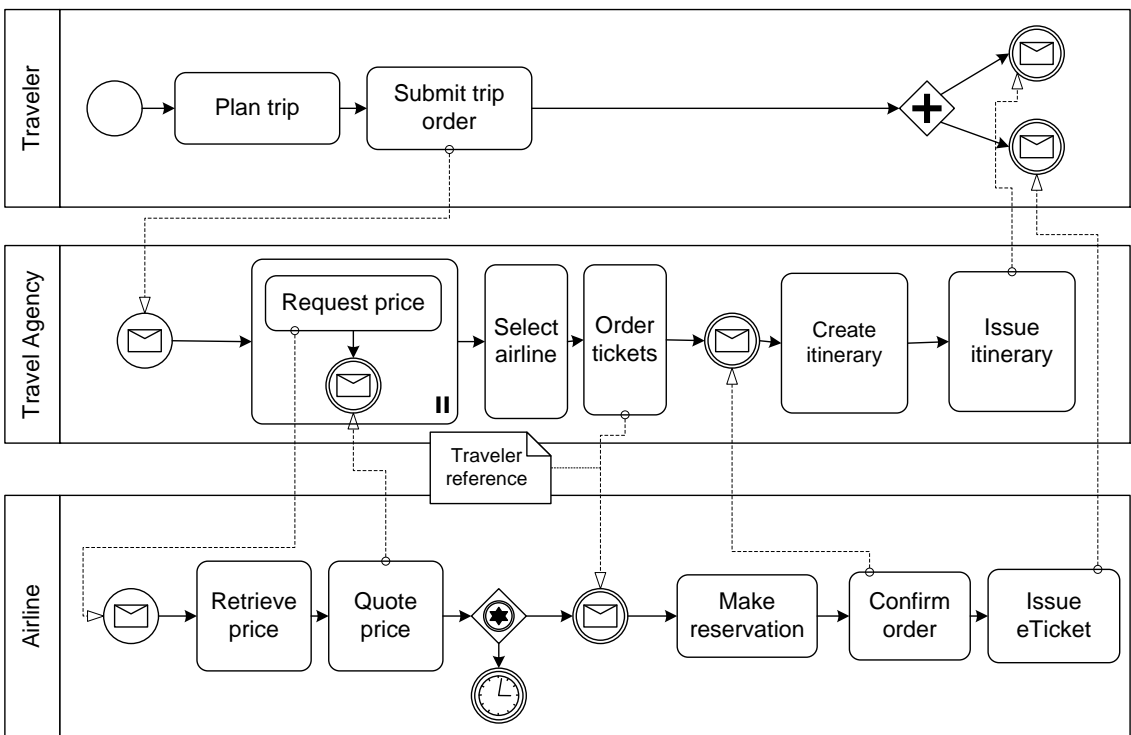 Traveler
Plan trip
Submit trip
order
Travel Agency
Request price
Select
airline
Order
tickets
Create
itinerary
Issue
itinerary
Traveler
reference
Airline
Retrieve
price
Quote
price
Make
reservation
Confirm
order
Issue
eTicket